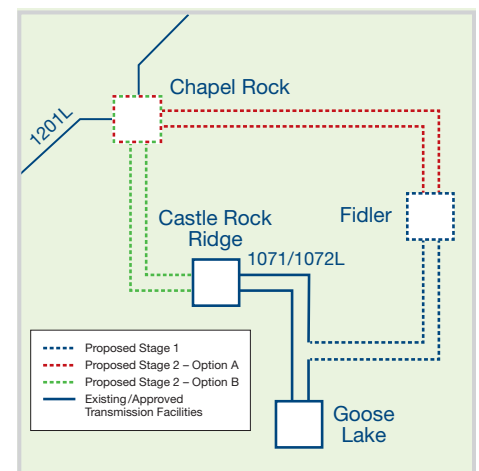 Chapel Rock
1201L
Fidler
Castle Rock
Ridge
1071/1072L
Proposed Stage 1
Proposed Stage 2 – Option A
Proposed Stage 2 – Option B
Existing/Approved
Transmission Facilities
Goose
Lake